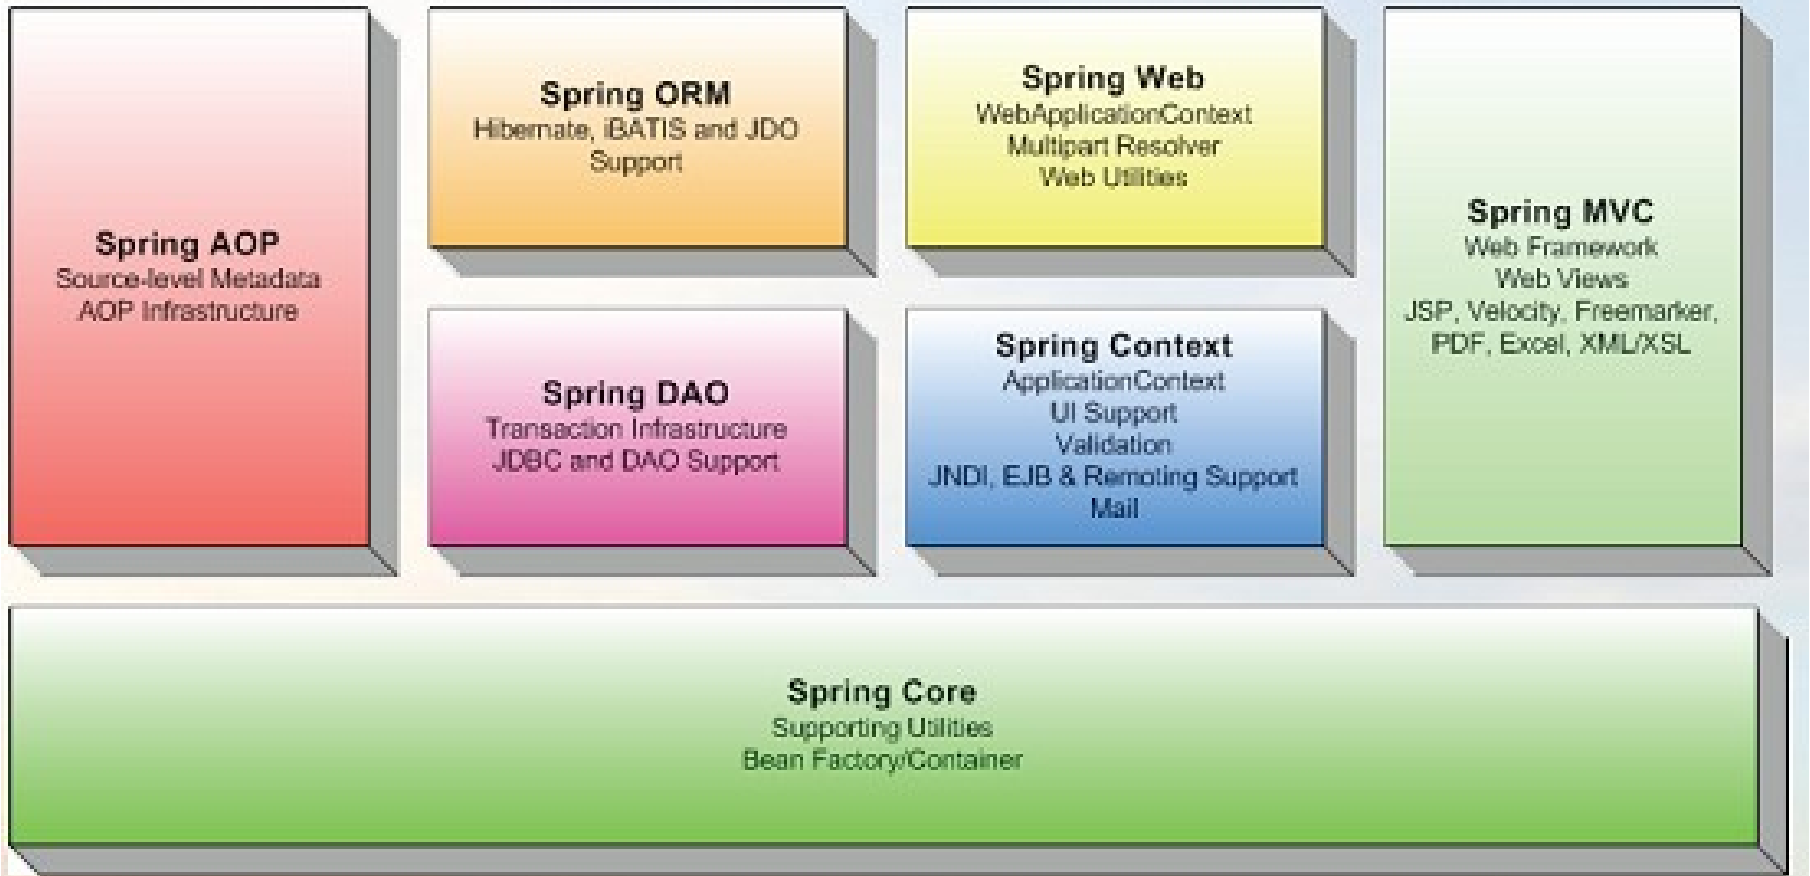 Spring AOP
Source-level Metadata
AOP Infrastructure
Spring ORM
Hibernate, iBATIS and JDO
Support
Spring DAO
Transaction Infrastructure
JDBC and DAO Support
Spring Web
WebApplicationContext
Multipart Resolver
Web Utilities
Spring Context
ApplicationContext
UI Support
Validation
JNDI, EJB & Remoting Support
Mail
Spring MVC
Web Framework
Web Views
JSP, Velocity, Freemarker,
PDF, Excel, XML/XSL
Spring Core
Supporting Utilities
Bean Factory/Container